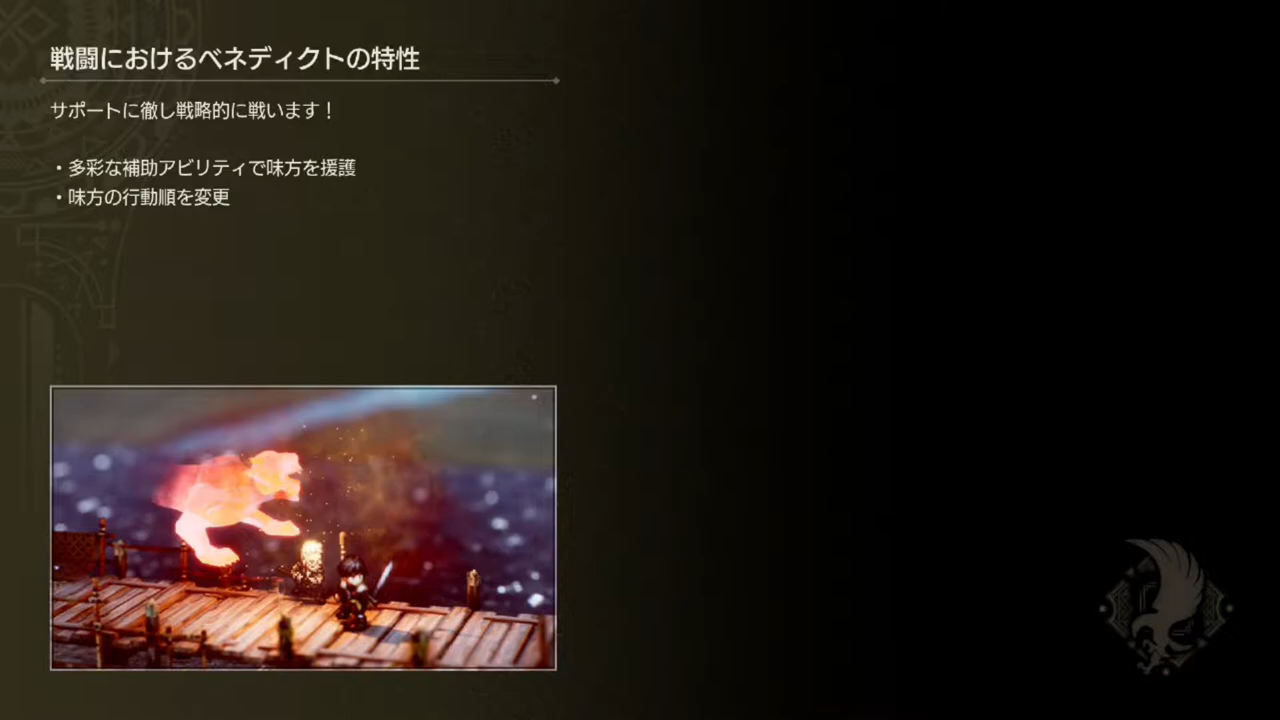 戦闘におけるベネディクトの特性
サポートに徹し戦略的に戦います！
・多彩な補助アビリティで味方を援護
・味方の行動順を変更